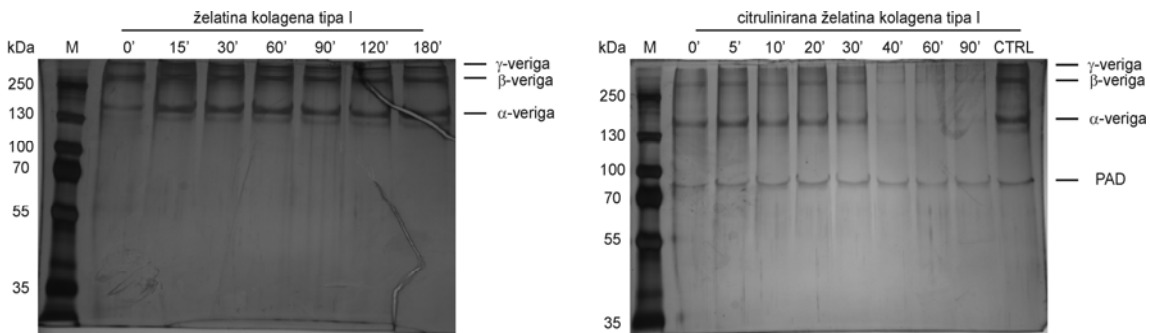 želatina kolagena tipa I
kDa M 0' 15' 30' 60' 90' 120' 180'
γ-veriga
β-veriga
250
130
α-veriga
100
70
55
35
citrulinirana želatina kolagena tipa I
kDa M 0' 5' 10' 20' 30' 40' 60' 90' CTRL
γ-veriga
β-veriga
250
α-veriga
130
100
PAD
70
55
35